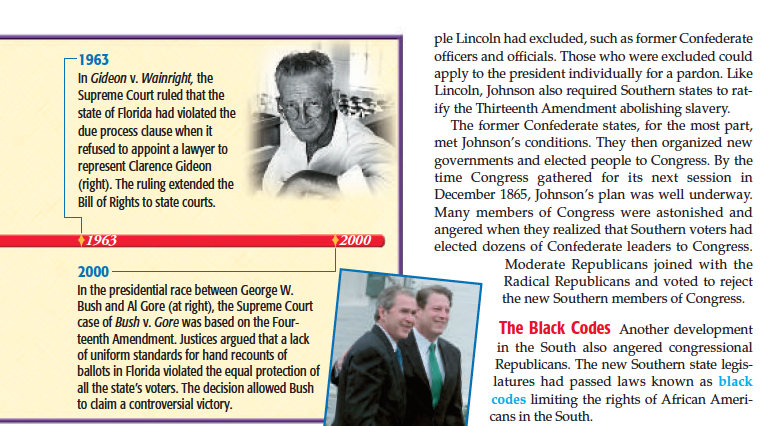 1963
In Gideon v. Wainright, the
Supreme Court ruled that the
state of Florida had violated the
due process clause when it
refused to appoint a lawyer to
represent Clarence Gideon
(right). The ruling extended the
Bill of Rights to state courts.
1963
2000
2000
In the presidential race between George W.
Bush and Al Gore (at right), the Supreme Court
case of Bush v. Gore was based on the Four-
teenth Amendment. Justices argued that a lack
of uniform standards for hand recounts of
ballots in Florida violated the equal protection of
all the state's voters. The decision allowed Bush
to claim a controversial victory.
ple Lincoln had excluded, such as former Confederate
officers and officials. Those who were excluded could
apply to the president individually for a pardon. Like
Lincoln, Johnson also required Southern states to rat-
ify the Thirteenth Amendment abolishing slavery.
The former Confederate states, for the most part,
met Johnson's conditions. They then organized new
governments and elected people to Congress. By the
time Congress gathered for its next session in
December 1865, Johnson's plan was well underway.
Many members of Congress were astonished and
angered when they realized that Southern voters had
elected dozens of Confederate leaders to Congress.
Moderate Republicans joined with the
Radical Republicans and voted to reject
the new Southern members of Congress.
The Black Codes Another development
in the South also angered congressional
Republicans. The new Southern state legis-
latures had passed laws known as black
codes limiting the rights of African Ameri-
cans in the South.